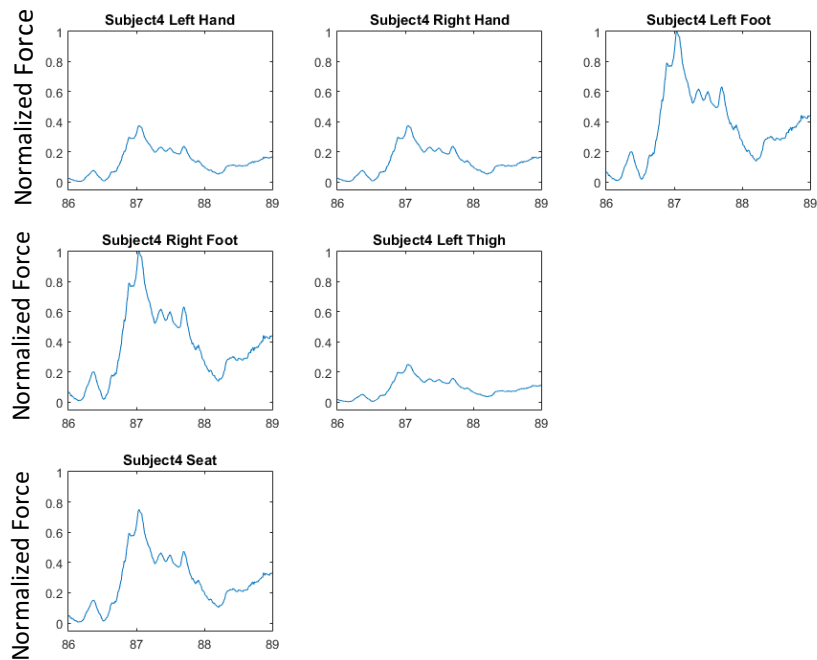 Subject4 Left Hand
Normalized Force
1
0.8
0.6
0.4
0.2
0
86 87 88 89
Subject4 Right Hand
1
0.8
0.6
0.4
0.2
0
86 87 88 89
Subject4 Left Foot
1
0.8
0.6
0.4
0.2
0
86 87 88 89
Subject4 Right Foot
Normalized Force
1
0.8
0.6
0.4
0.2
0
86 87 88 89
Subject4 Left Thigh
1
0.8
0.6
0.4
0.2
0
86 87 88 89
Subject4 Seat
Normalized Force
1
0.8
0.6
0.4
0.2
0
86 87 88 89